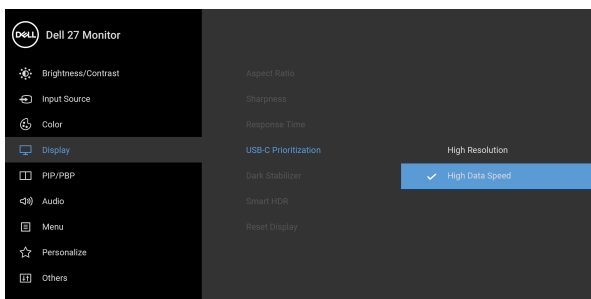 DELL
Dell 27 Monitor
Brightness/Contrast
Input Source
Color
Display
PIP/PBP
Audio
Menu
Personalize
Others
Aspect Ratio
Sharpness
Response Time
USB-C Prioritization
Dark Stabilizer
Smart HDR
Reset Display
High Resolution
High Data Speed